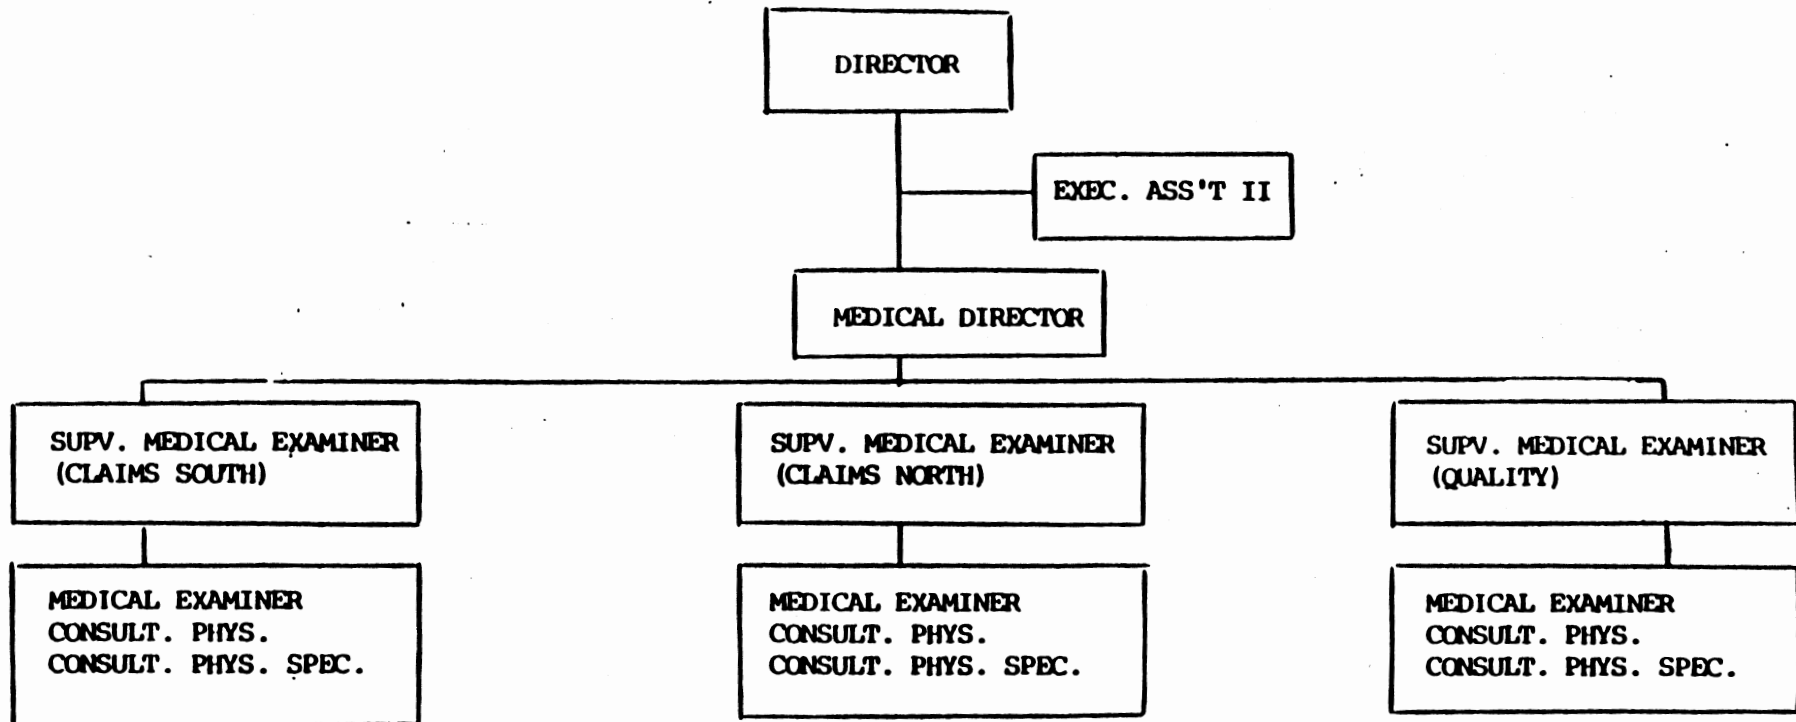 DIRECTOR
EXEC. ASS'T II
MEDICAL DIRECTOR
SUPV. MEDICAL EXAMINER
(CLAIMS SOUTH)
SUPV. MEDICAL EXAMINER
(CLAIMS NORTH)
SUPV. MEDICAL EXAMINER
(QUALITY)
MEDICAL EXAMINER
CONSULT. PHYS.
CONSULT. PHYS. SPEC.
MEDICAL EXAMINER
CONSULT. PHYS.
CONSULT. PHYS. SPEC.
MEDICAL EXAMINER
CONSULT. PHYS.
CONSULT. PHYS. SPEC.